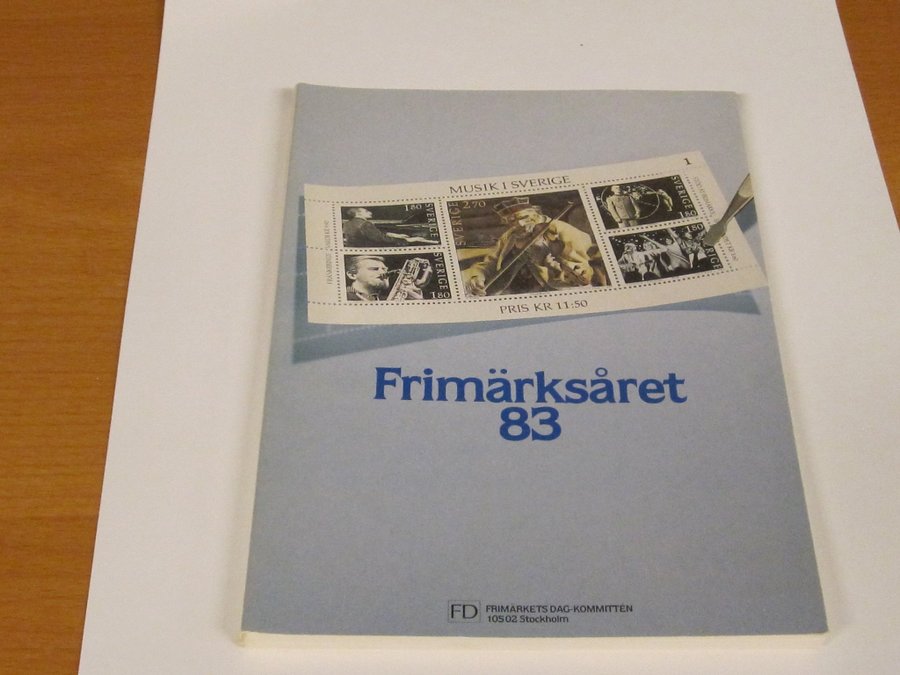 1
MUSIK I SVERIGE
1.80
SVERIGE
SVERIGE
2.70
SVERIGE
1.80
SVERIGE
1.80
1.80
SVERIGE
PRIS KR 11:50
Frimärksåret
83
FD
FRIMÄRKETS DAG-KOMMITTÉN
105 02 Stockholm